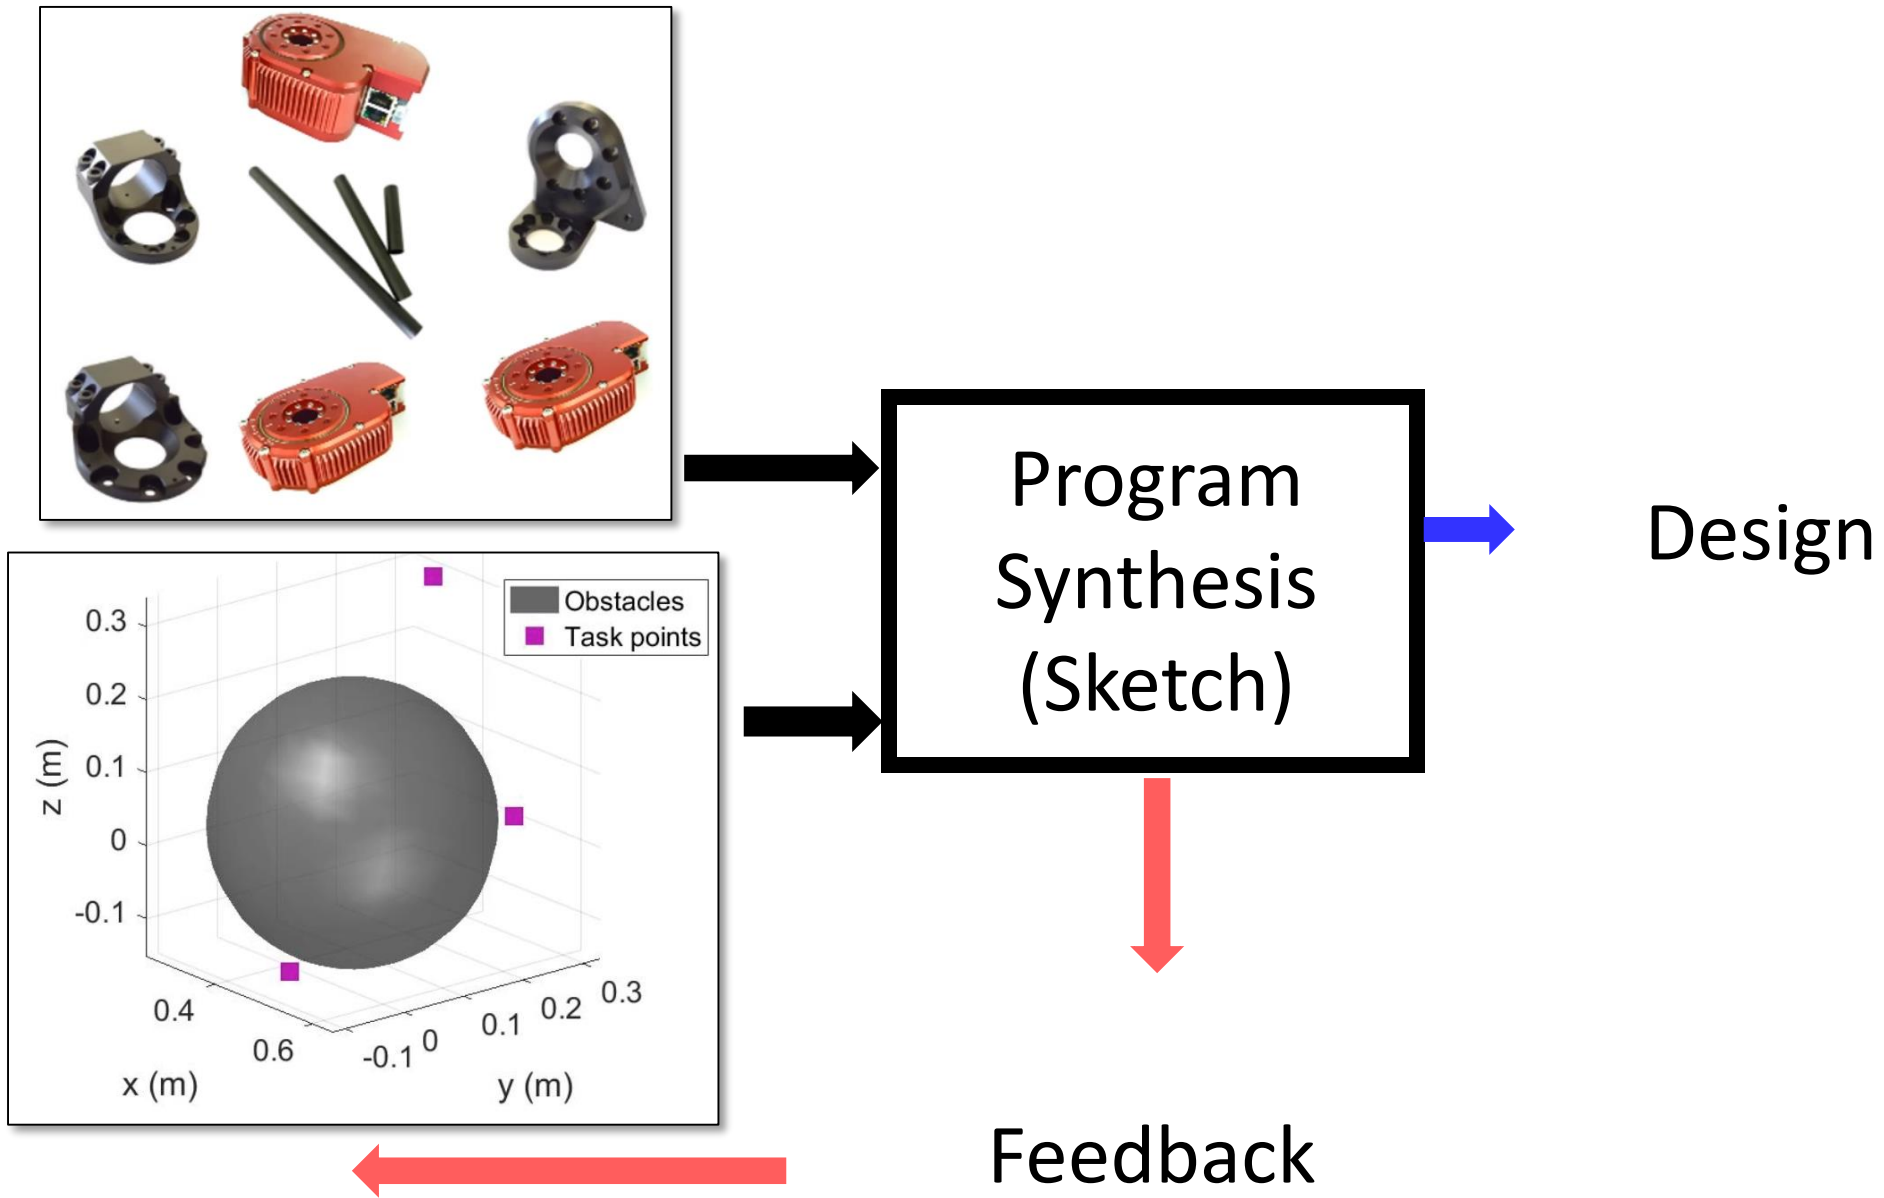 Obstacles
Task points
0.3
0.2
0.1
0
-0.1
z (m)
0.4
0.6
x (m)
-0.1
0
0.1
0.2
0.3
y (m)
Program
Synthesis
(Sketch)
Design
Feedback